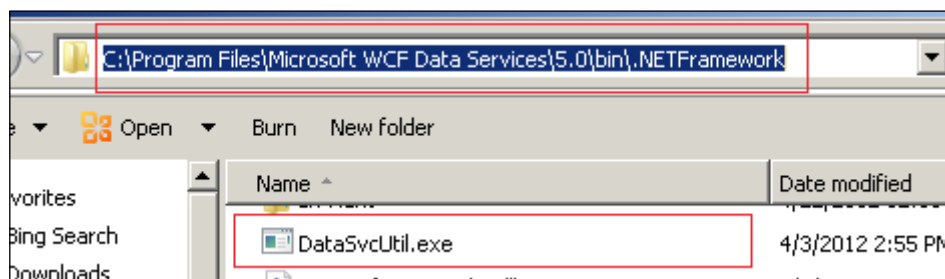 C:\Program Files\Microsoft WCF Data Services\5.0\bin\.NETFramework
Open Burn New folder
Name Date modified
vorites
DataSvcUtil.exe 4/3/2012 2:55 PM
Bing Search
Downloads